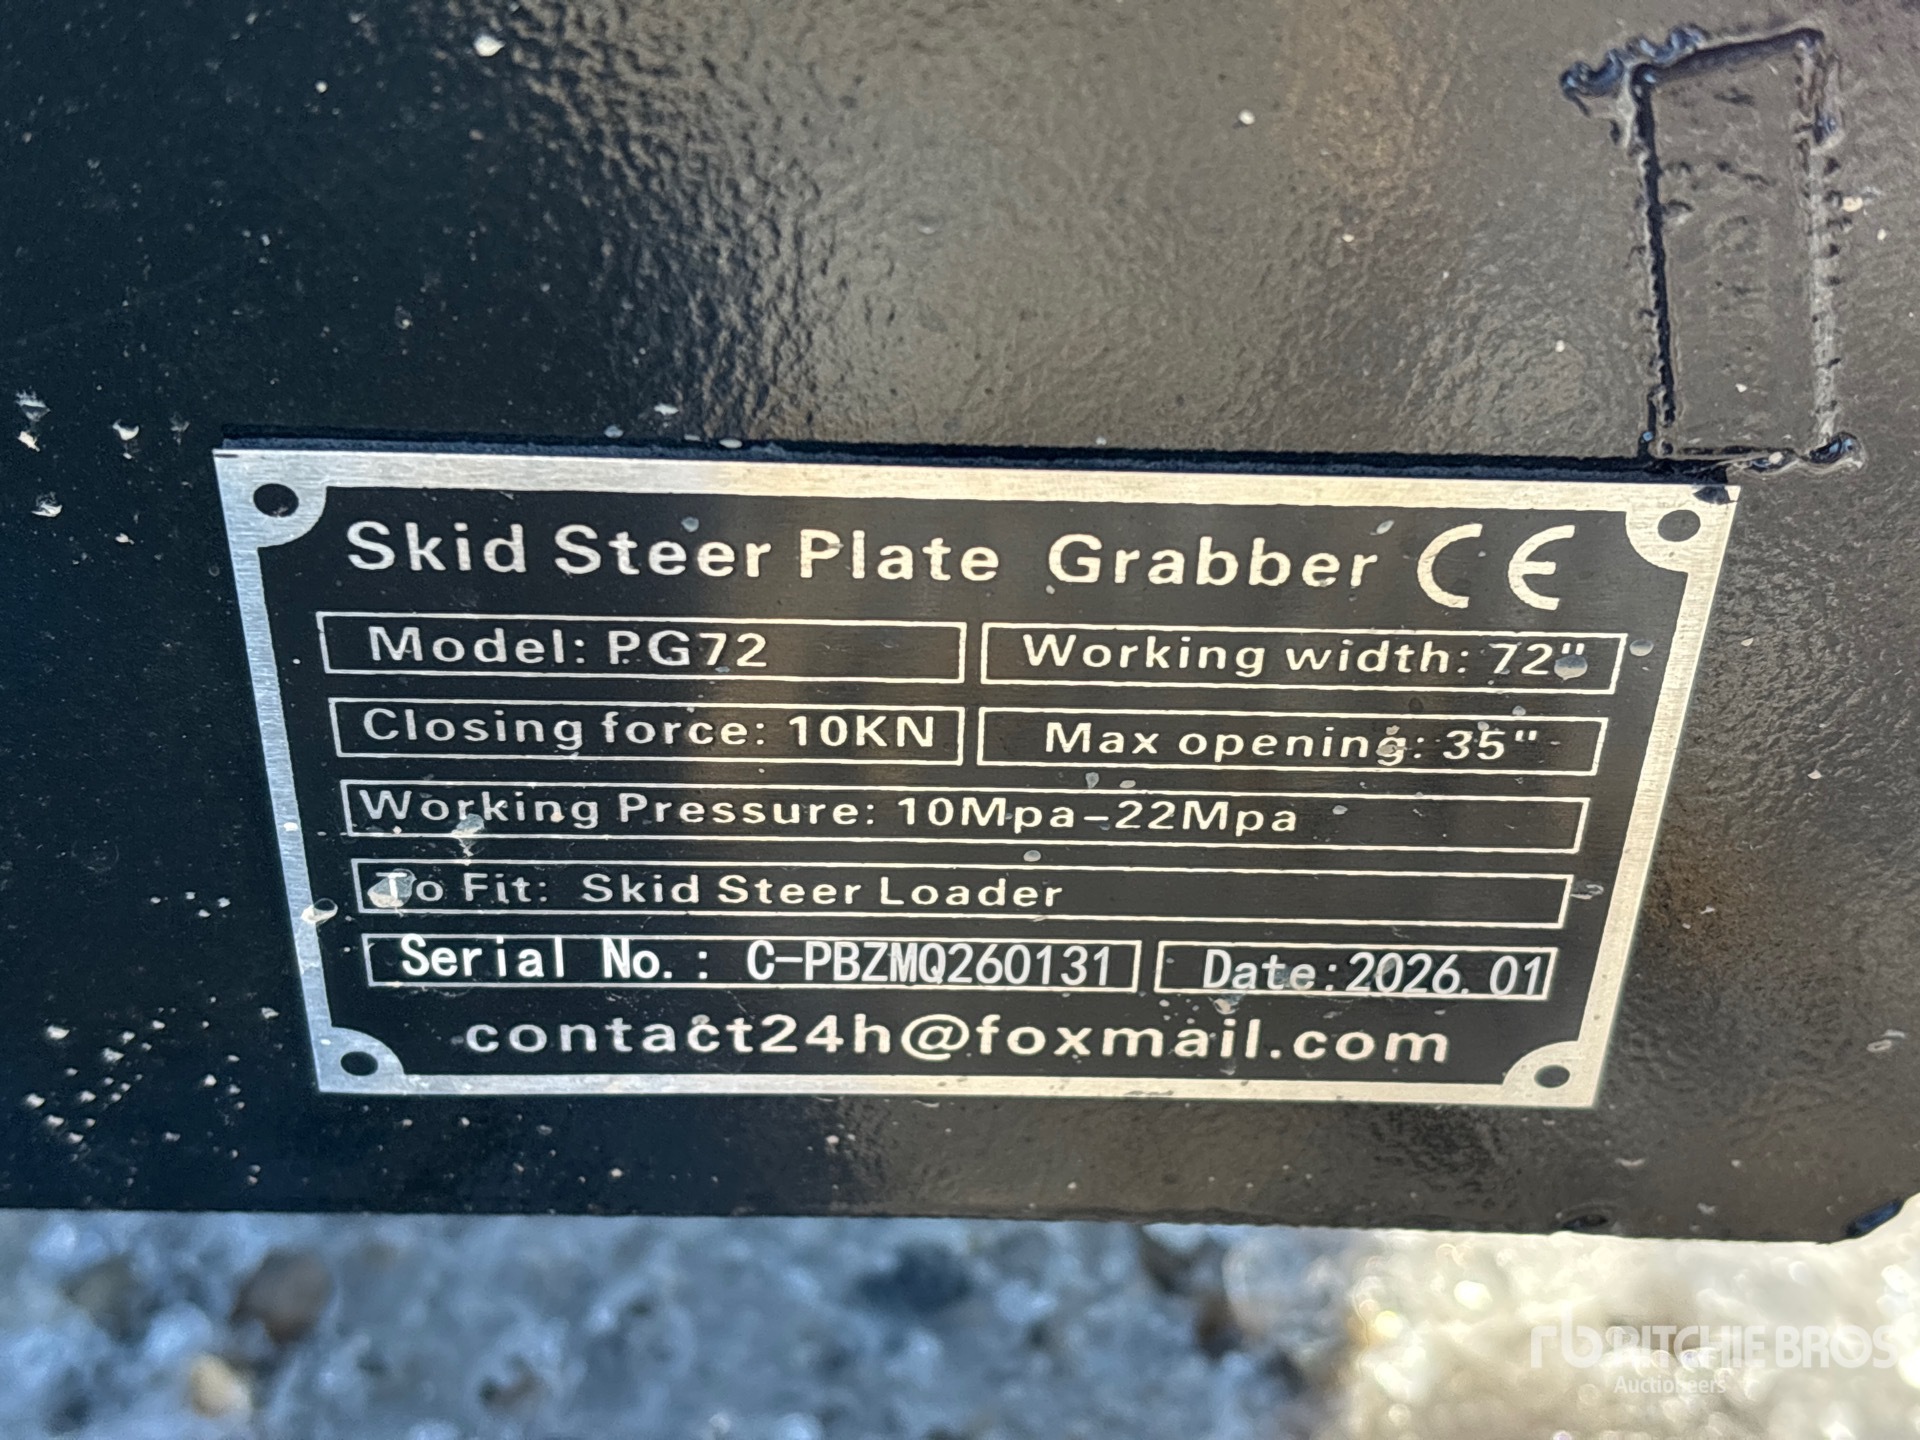 Skid Steer Plate Grabber CE
Model: PG72
Working width: 72"
Closing force: 10KN
Max opening: 35"
Working Pressure: 10Mpa-22Mpa
To Fit: Skid Steer Loader
Serial No.: C-PBZMQ260131
Date:2026.01
contact24h@foxmail.com
rb RITCHIE BROS
Auctioneers